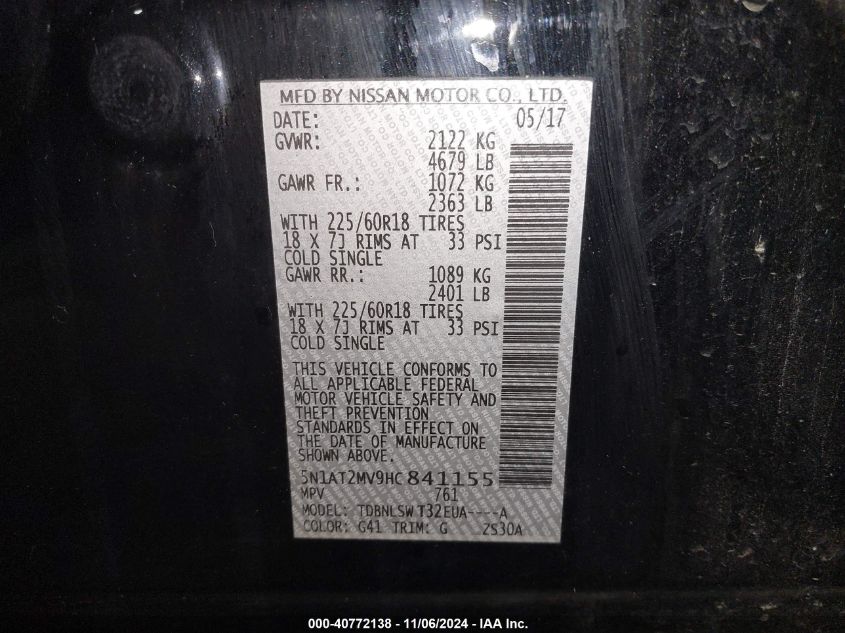 MFD BY NISSAN MOTOR CO., LTD.
DATE: 05/17
GVWR: 2122 KG
4679 LB
GAWR FR.: 1072 KG
2363 LB
WITH 225/60R18 TIRES
18 X 7J RIMS AT 33 PSI
COLD SINGLE
GAWR RR.: 1089 KG
2401 LB
WITH 225/60R18 TIRES
18 X 7J RIMS AT 33 PSI
COLD SINGLE
THIS VEHICLE CONFORMS TO
ALL APPLICABLE FEDERAL
MOTOR VEHICLE SAFETY AND
THEFT PREVENTION
STANDARDS IN EFFECT ON
THE DATE OF MANUFACTURE
SHOWN ABOVE.
5N1AT2MV9HC841155
MPV 761
MODEL: TDBNLSW T32EUA----A
COLOR: G41 TRIM: G ZS30A
000-40772138 - 11/06/2024 - IAA Inc.